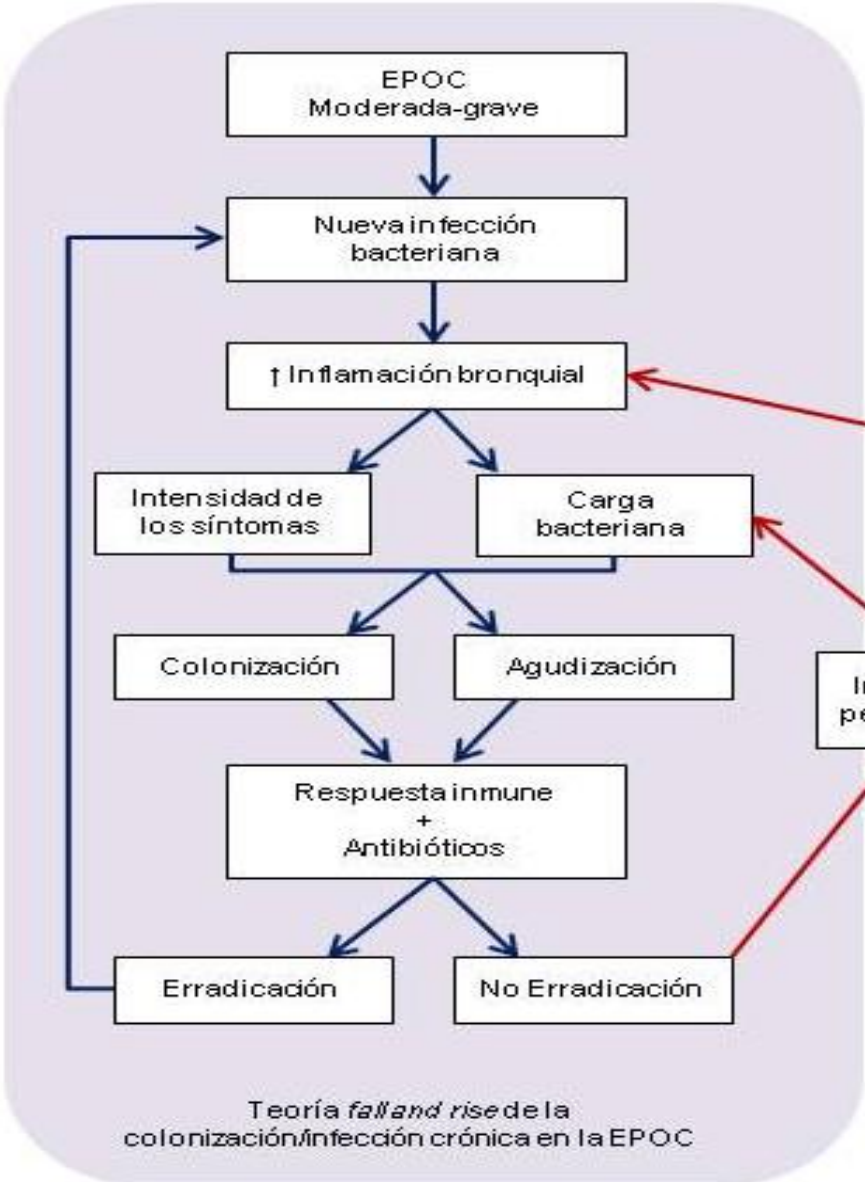 EPOC
Moderada-grave
Nueva infección
bacteriana
↑ Inflamación bronquial
Intensidad de
los síntomas
Carga
bacteriana
Colonización
Agudización
Respuesta inmune
+
Antibióticos
Erradicación
No Erradicación
Teoría fall and rise de la
colonización/infección crónica en la EPOC